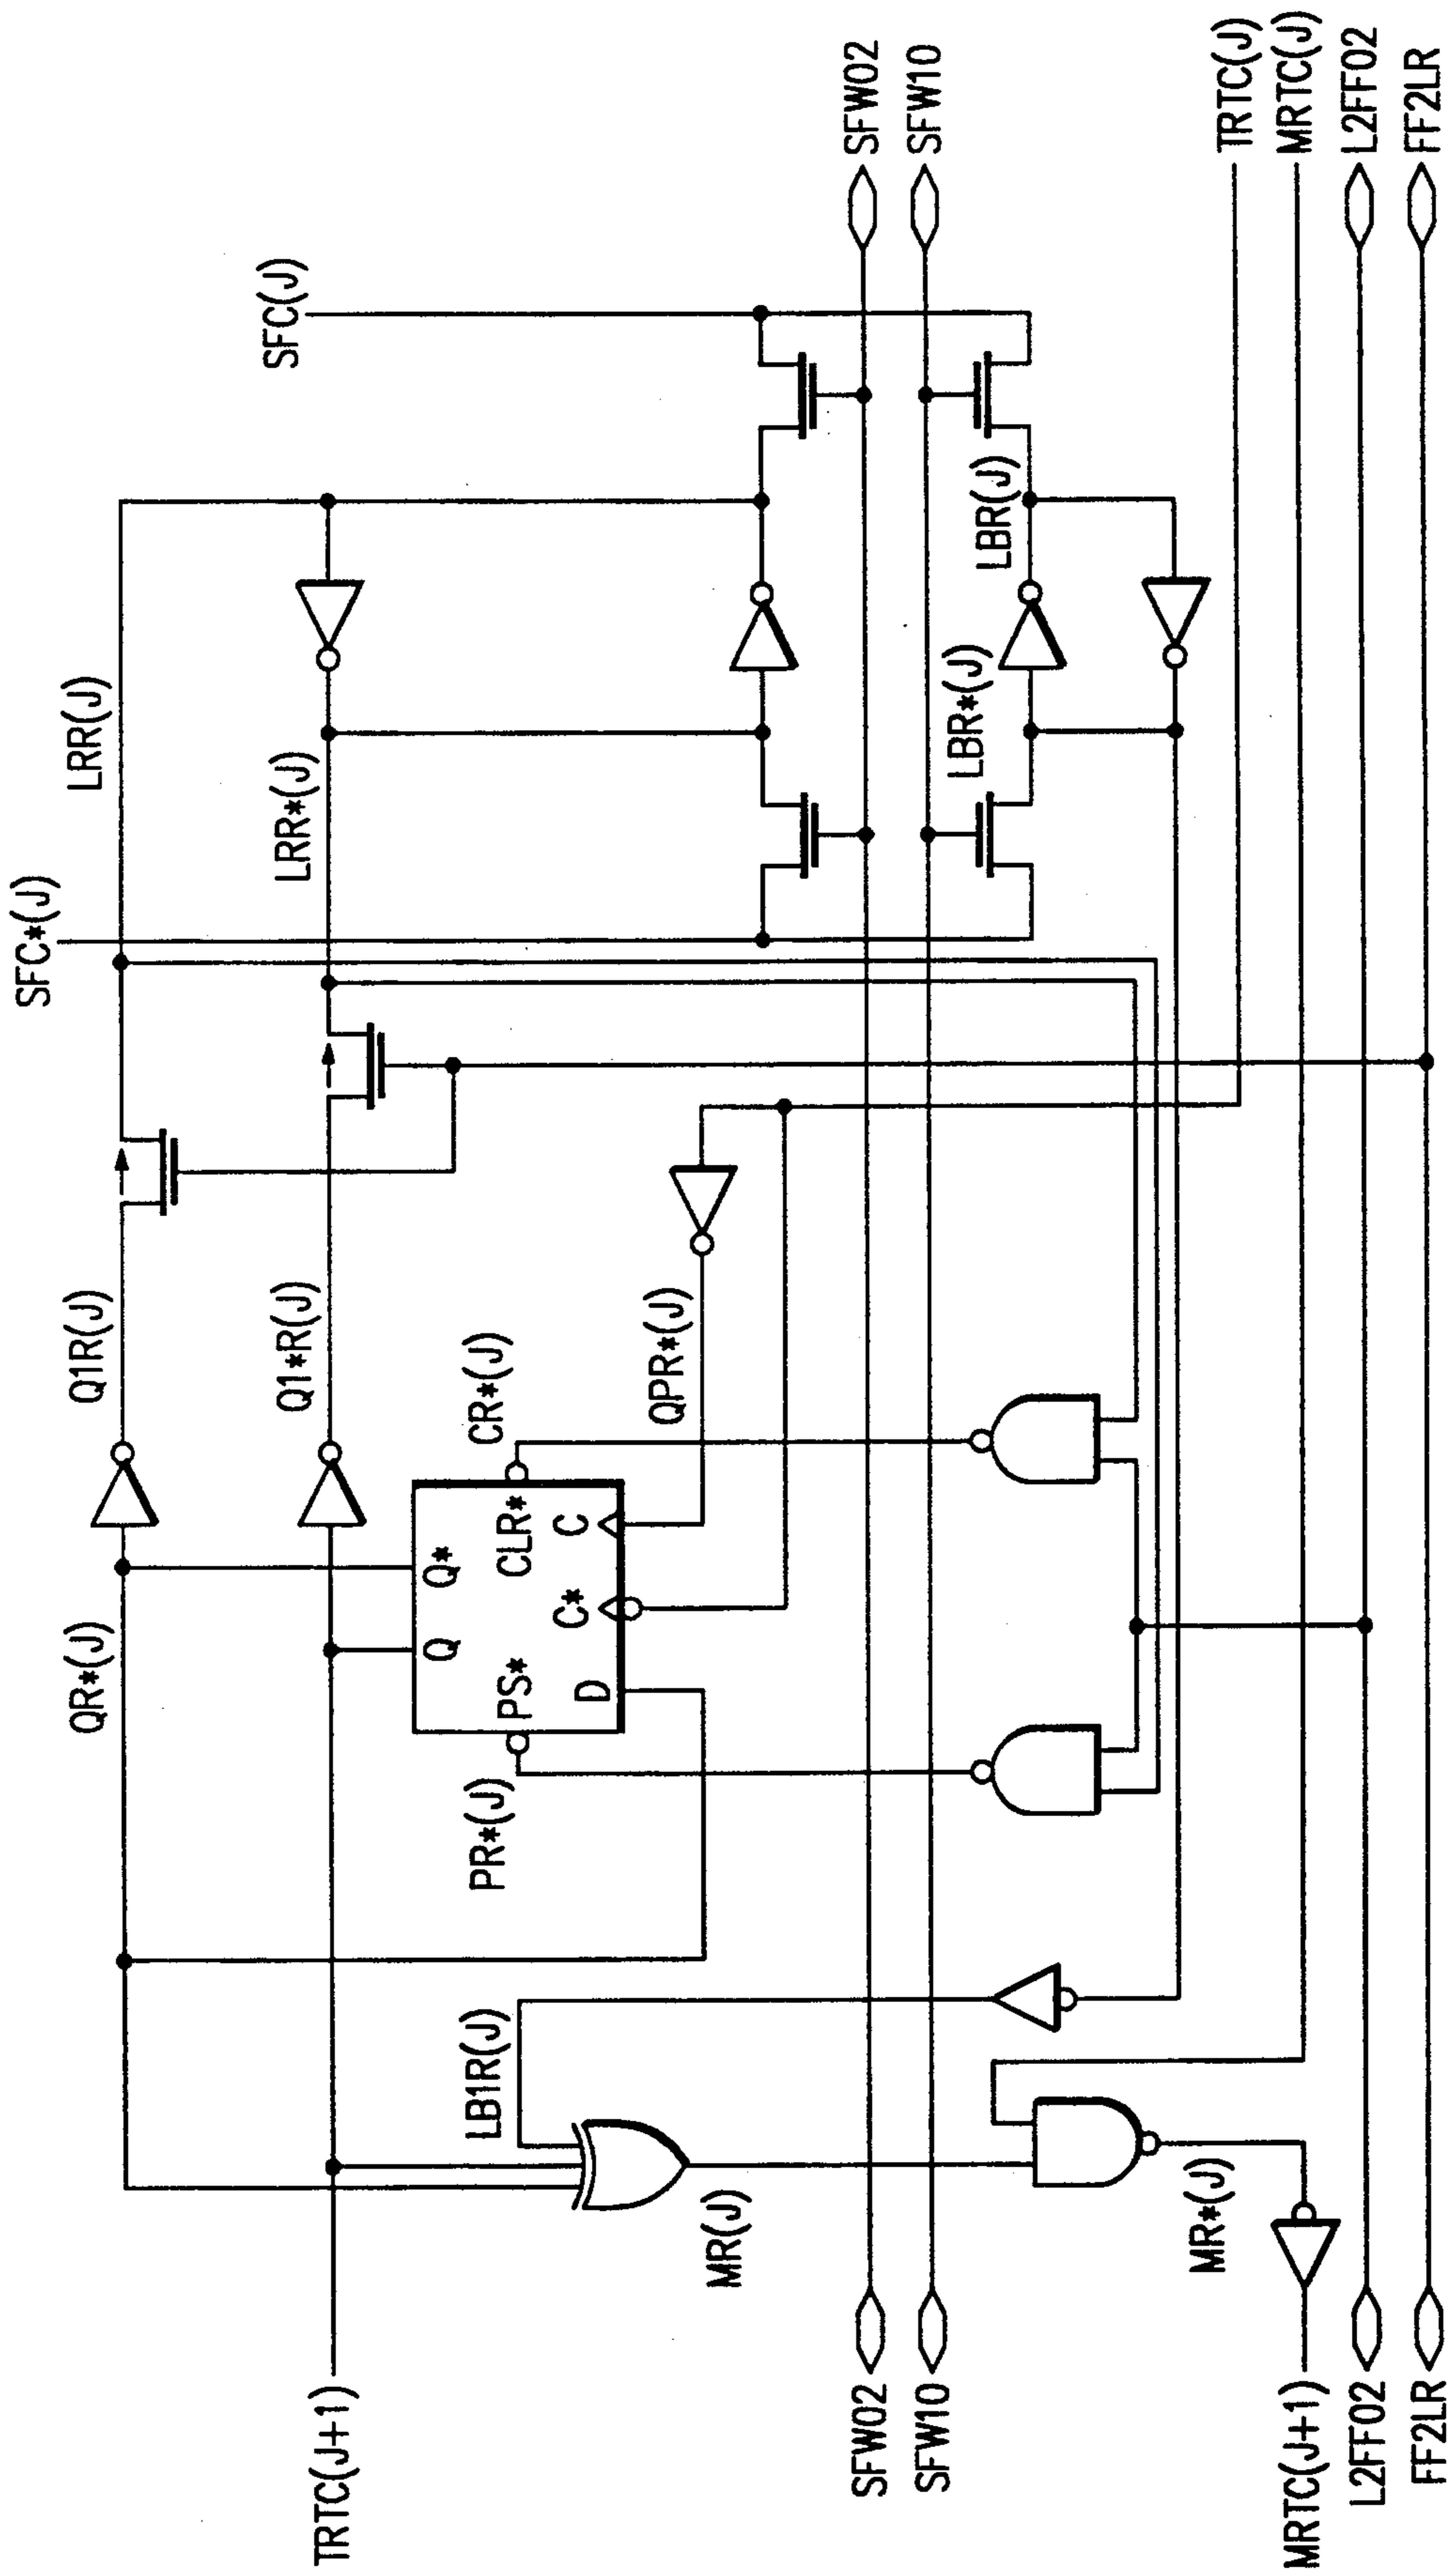 SFC*(J)
LRR(J)
SFC(J)
LRR*(J)
QR*(J)
Q1R(J)
Q1*R(J)
TRTC(J+1)
Q
Q*
PS*
CLR*
D
C*
C
PR*(J)
CR*(J)
QPR*(J)
LB1R(J)
MR(J)
SFW02
SFW02
SFW10
SFW10
LBR*(J)
LBR(J)
MR*(J)
TRTC(J)
MRTC(J+1)
MRTC(J)
L2FF02
L2FF02
FF2LR
FF2LR